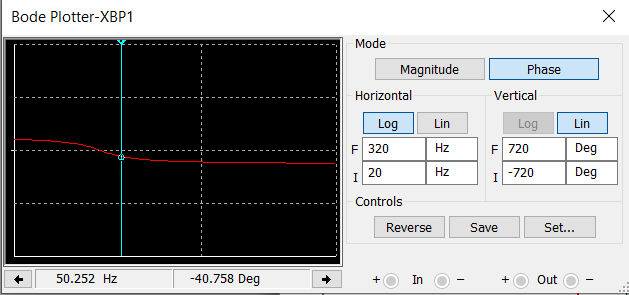 Bode Plotter-XBP1
Mode
Magnitude Phase
Horizontal Vertical
Log Lin Log Lin
F 320 Hz F 720 Deg
I 20 Hz I -720 Deg
Controls
Reverse Save Set...
50.252 Hz -40.758 Deg
+ In − + Out −